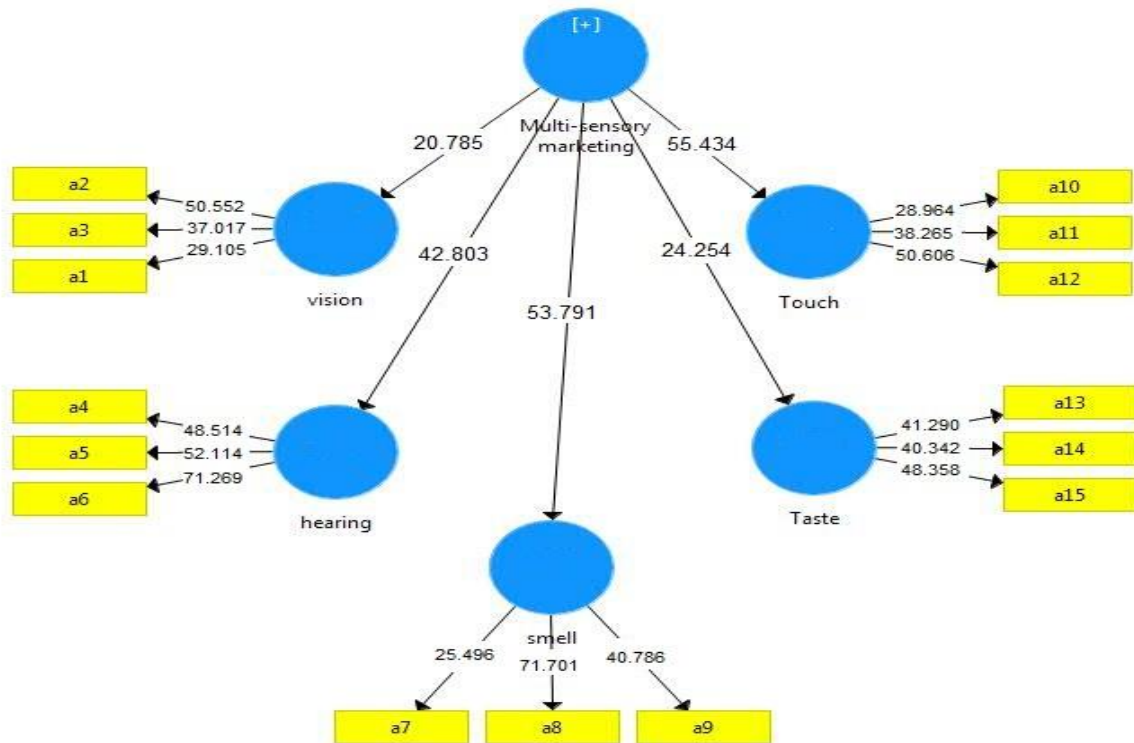 [+]
Multi-sensory
marketing
20.785
55.434
42.803
24.254
53.791
a2
a3
a1
50.552
37.017
29.105
vision
a10
a11
a12
28.964
38.265
50.606
Touch
a4
a5
a6
48.514
52.114
71.269
hearing
a13
a14
a15
41.290
40.342
48.358
Taste
smell
25.496
71.701
40.786
a7
a8
a9